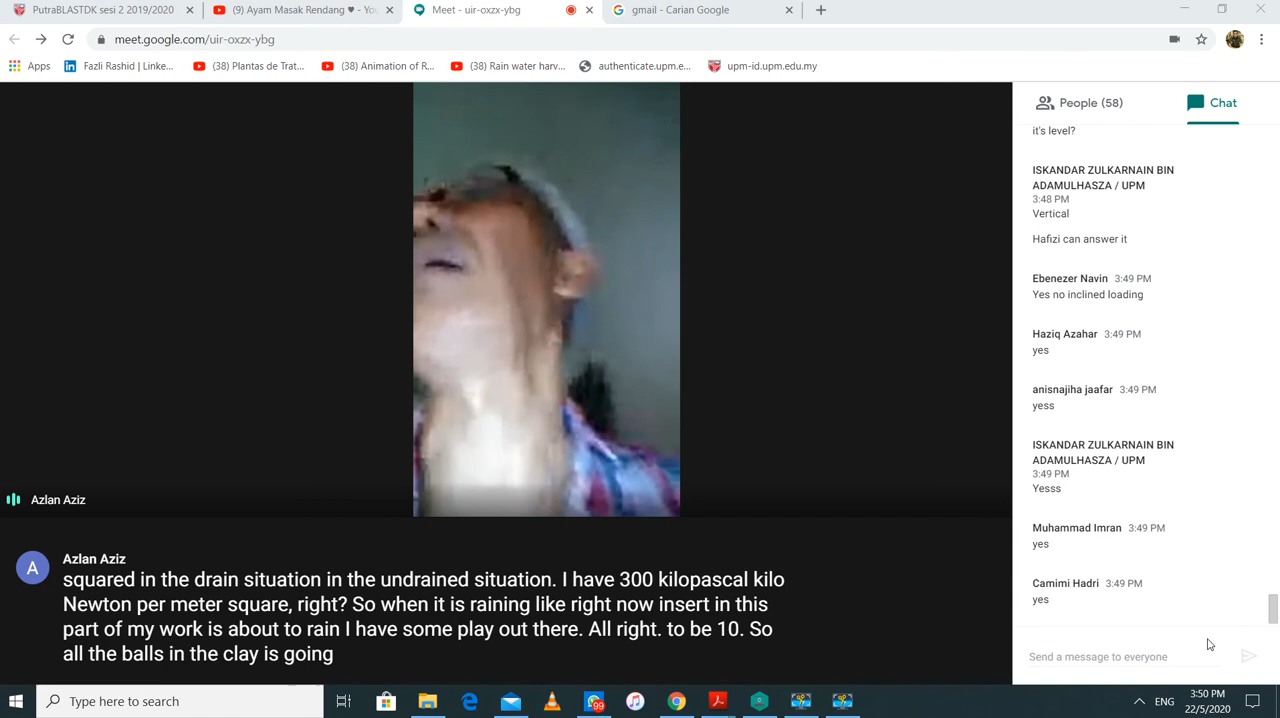 PutraBLASTDK sesi 2 2019/2020
(9) Ayam Masak Rendang ♥ - You
Meet - uir-oxzx-ybg
gmail - Carian Google
meet.google.com/uir-oxzx-ybg
Apps
Fazli Rashid | Linke...
(38) Plantas de Trat...
(38) Animation of R...
(38) Rain water harv...
authenticate.upm.e...
upm-id.upm.edu.my
People (58)
Chat
it's level?
ISKANDAR ZULKARNAIN BIN
ADAMULHASZA / UPM
3:48 PM
Vertical
Hafizi can answer it
Ebenezer Navin 3:49 PM
Yes no inclined loading
Haziq Azahar 3:49 PM
yes
anisnajiha jaafar 3:49 PM
yess
ISKANDAR ZULKARNAIN BIN
ADAMULHASZA / UPM
3:49 PM
Yesss
Muhammad Imran 3:49 PM
yes
Camimi Hadri 3:49 PM
yes
Send a message to everyone
Azlan Aziz
A
Azlan Aziz
squared in the drain situation in the undrained situation. I have 300 kilopascal kilo
Newton per meter square, right? So when it is raining like right now insert in this
part of my work is about to rain I have some play out there. All right. to be 10. So
all the balls in the clay is going
Type here to search
99
ENG
3:50 PM
22/5/2020